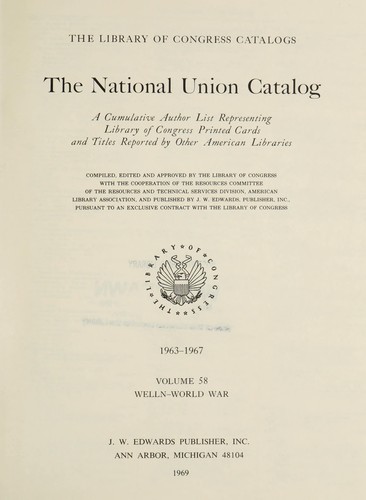 THE LIBRARY OF CONGRESS CATALOGS
The National Union Catalog
A Cumulative Author List Representing
Library of Congress Printed Cards
and Titles Reported by Other American Libraries
COMPILED, EDITED AND APPROVED BY THE LIBRARY OF CONGRESS
WITH THE COOPERATION OF THE RESOURCES COMMITTEE
OF THE RESOURCES AND TECHNICAL SERVICES DIVISION, AMERICAN
LIBRARY ASSOCIATION, AND PUBLISHED BY J. W. EDWARDS, PUBLISHER, INC.,
PURSUANT TO AN EXCLUSIVE CONTRACT WITH THE LIBRARY OF CONGRESS
THE·LIBRARY·OF·CONGRESS·
1963–1967
VOLUME 58
WELLN–WORLD WAR
J. W. EDWARDS PUBLISHER, INC.
ANN ARBOR, MICHIGAN 48104
1969